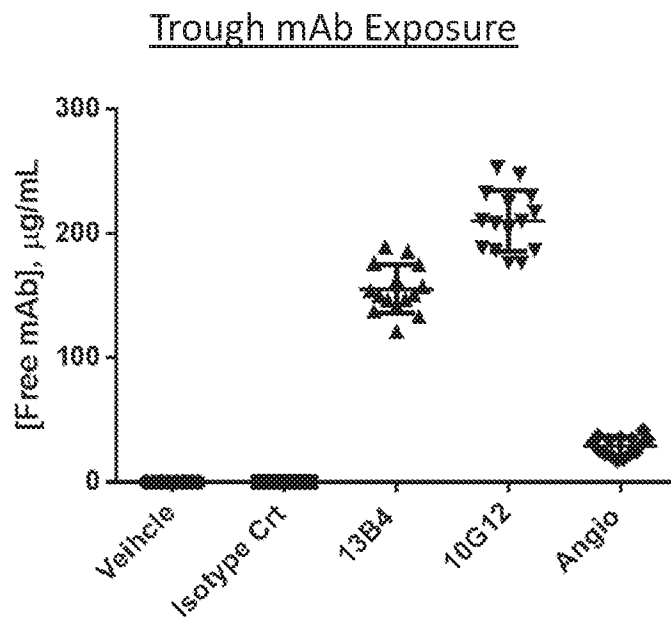 Trough mAb Exposure
[Free mAb], µg/mL
300
200
100
0
Veihcle
Isotype Crt
13B4
10G12
Angio